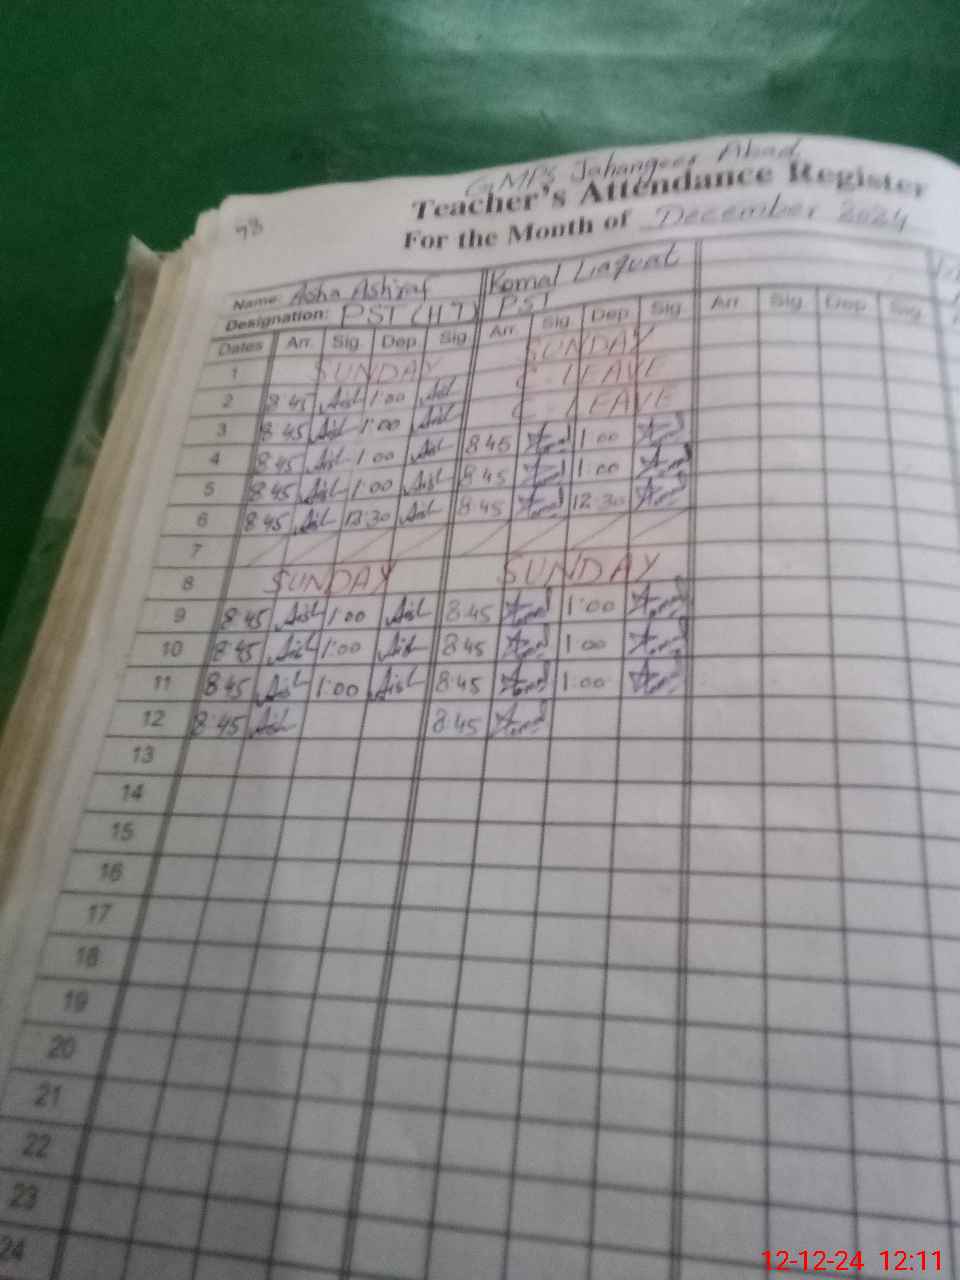 GMPS Jahangeer Abad
98
Teacher's Attendance Register
For the Month of December 2024
Name: Asha Ashraf Komal Liaquat
Designation: PST (HT) PST
Dates Arr. Sig. Dep. Sig. Arr. Sig. Dep. Sig. Arr. Sig. Dep. Sig.
1 SUNDAY SUNDAY
2 8:45 1:00 C. LEAVE
3 8:45 1:00 C. LEAVE
4 8:45 1:00 8:45 1:00
5 8:45 1:00 8:45 1:00
6 8:45 12:30 8:45 12:30
7
8 SUNDAY SUNDAY
9 8:45 1:00 8:45 1:00
10 8:45 1:00 8:45 1:00
11 8:45 1:00 8:45 1:00
12 8:45 8:45
13
14
15
16
17
18
19
20
21
22
23
24
12-12-24 12:11